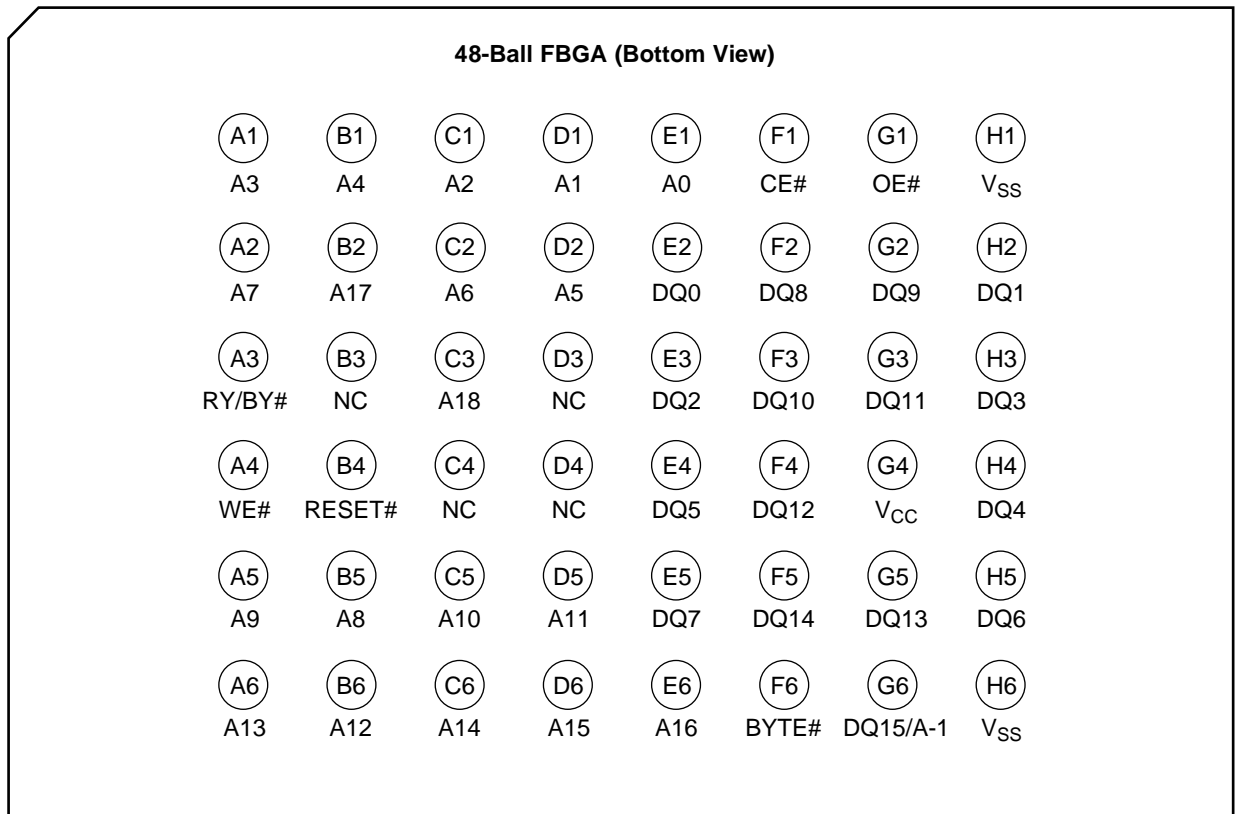 48-Ball FBGA (Bottom View)
A1 B1 C1 D1 E1 F1 G1 H1
A3 A4 A2 A1 A0 CE# OE# VSS
A2 B2 C2 D2 E2 F2 G2 H2
A7 A17 A6 A5 DQ0 DQ8 DQ9 DQ1
A3 B3 C3 D3 E3 F3 G3 H3
RY/BY# NC A18 NC DQ2 DQ10 DQ11 DQ3
A4 B4 C4 D4 E4 F4 G4 H4
WE# RESET# NC NC DQ5 DQ12 VCC DQ4
A5 B5 C5 D5 E5 F5 G5 H5
A9 A8 A10 A11 DQ7 DQ14 DQ13 DQ6
A6 B6 C6 D6 E6 F6 G6 H6
A13 A12 A14 A15 A16 BYTE# DQ15/A-1 VSS